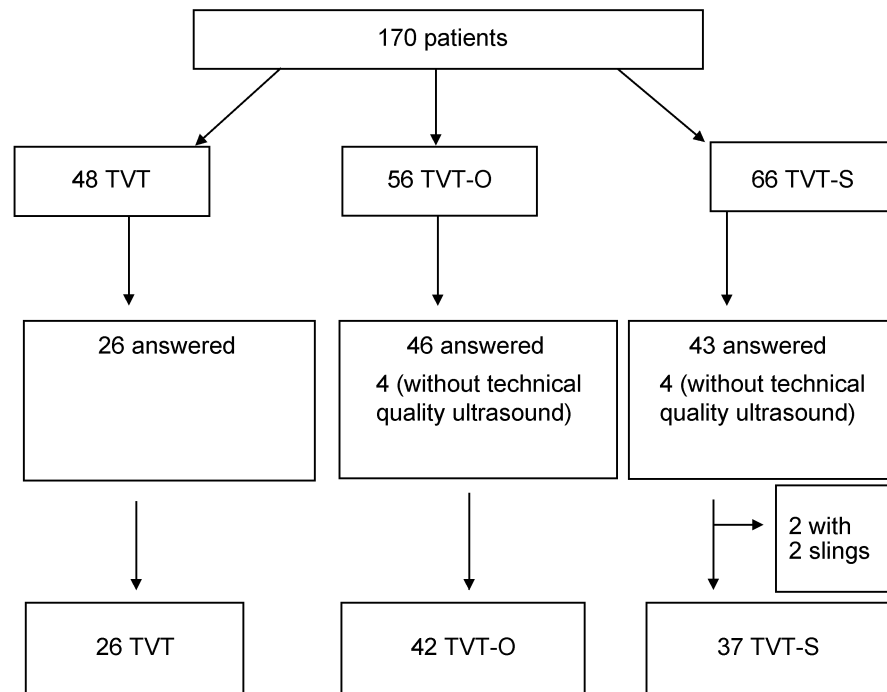 170 patients
48 TVT
56 TVT-O
66 TVT-S
26 answered
46 answered
4 (without technical
quality ultrasound)
43 answered
4 (without technical
quality ultrasound)
2 with
2 slings
26 TVT
42 TVT-O
37 TVT-S